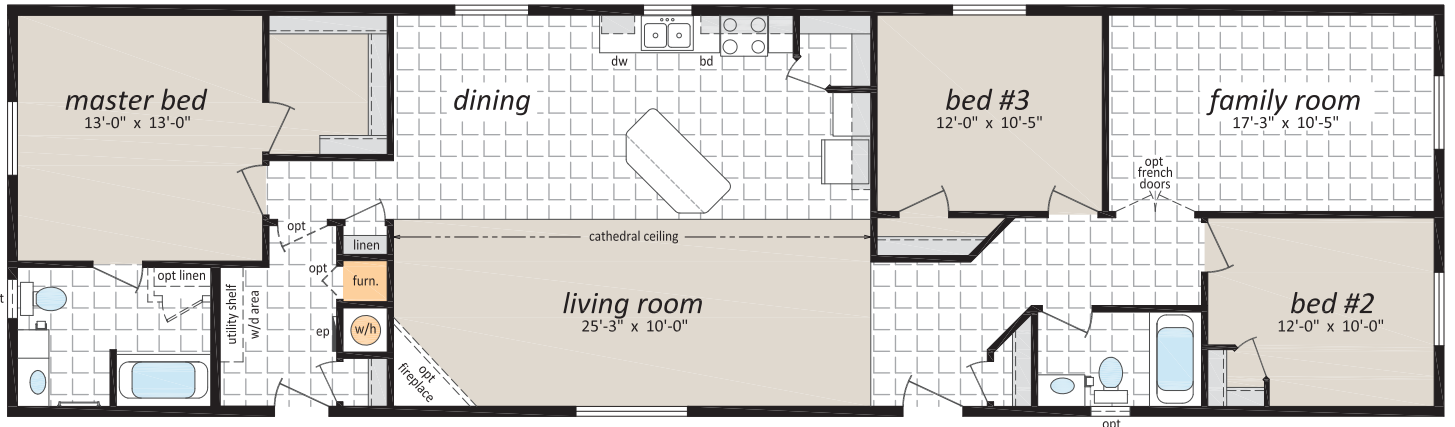 master bed
13'-0" x 13'-0"
dining
dw
bd
bed #3
12'-0" x 10'-5"
family room
17'-3" x 10'-5"
opt
french
doors
opt
linen
cathedral ceiling
opt linen
utility shelf
w/d area
opt
furn.
ep
w/h
living room
25'-3" x 10'-0"
opt
fireplace
bed #2
12'-0" x 10'-0"
t
opt